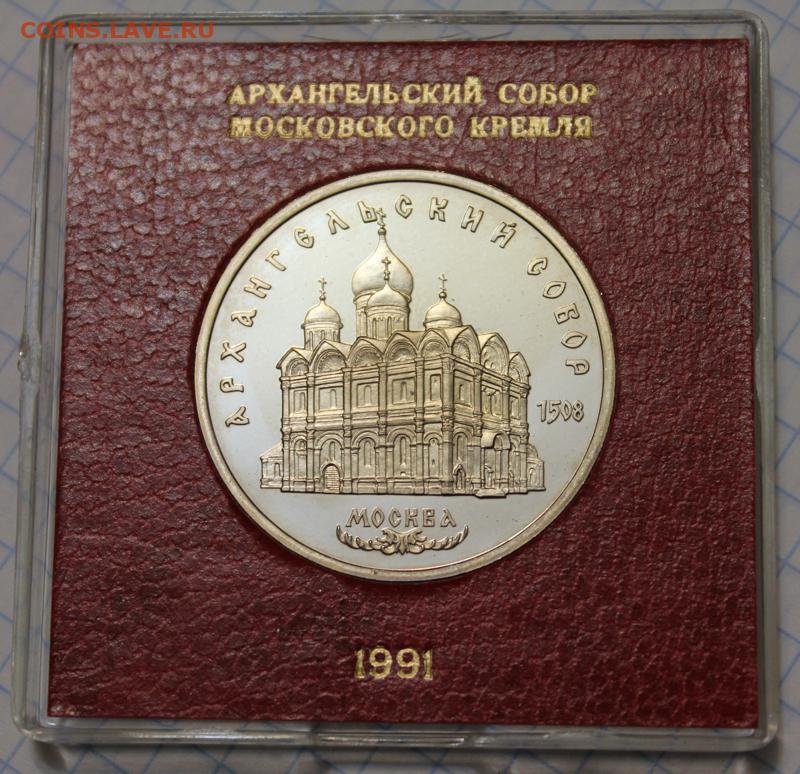 COINS.LAVE.RU
АРХАНГЕЛЬСКИЙ СОБОР
МОСКОВСКОГО КРЕМЛЯ
АРХАНГЕЛЬСКИЙ СОБОР
1508
МОСКВА
1991